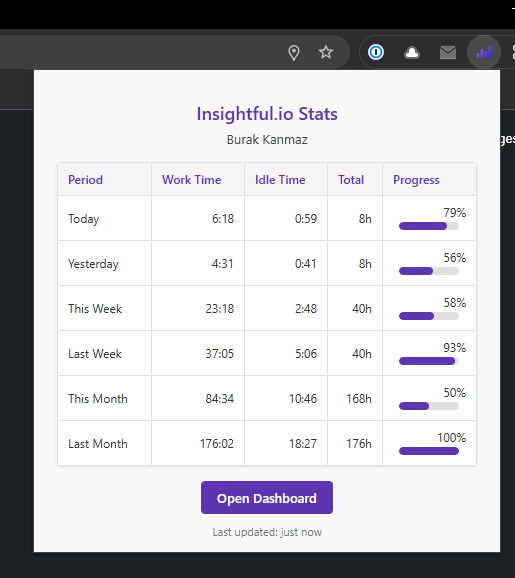 ges
Insightful.io Stats
Burak Kanmaz
Period Work Time Idle Time Total Progress
Today 6:18 0:59 8h 79%
Yesterday 4:31 0:41 8h 56%
This Week 23:18 2:48 40h 58%
Last Week 37:05 5:06 40h 93%
This Month 84:34 10:46 168h 50%
Last Month 176:02 18:27 176h 100%
Open Dashboard
Last updated: just now